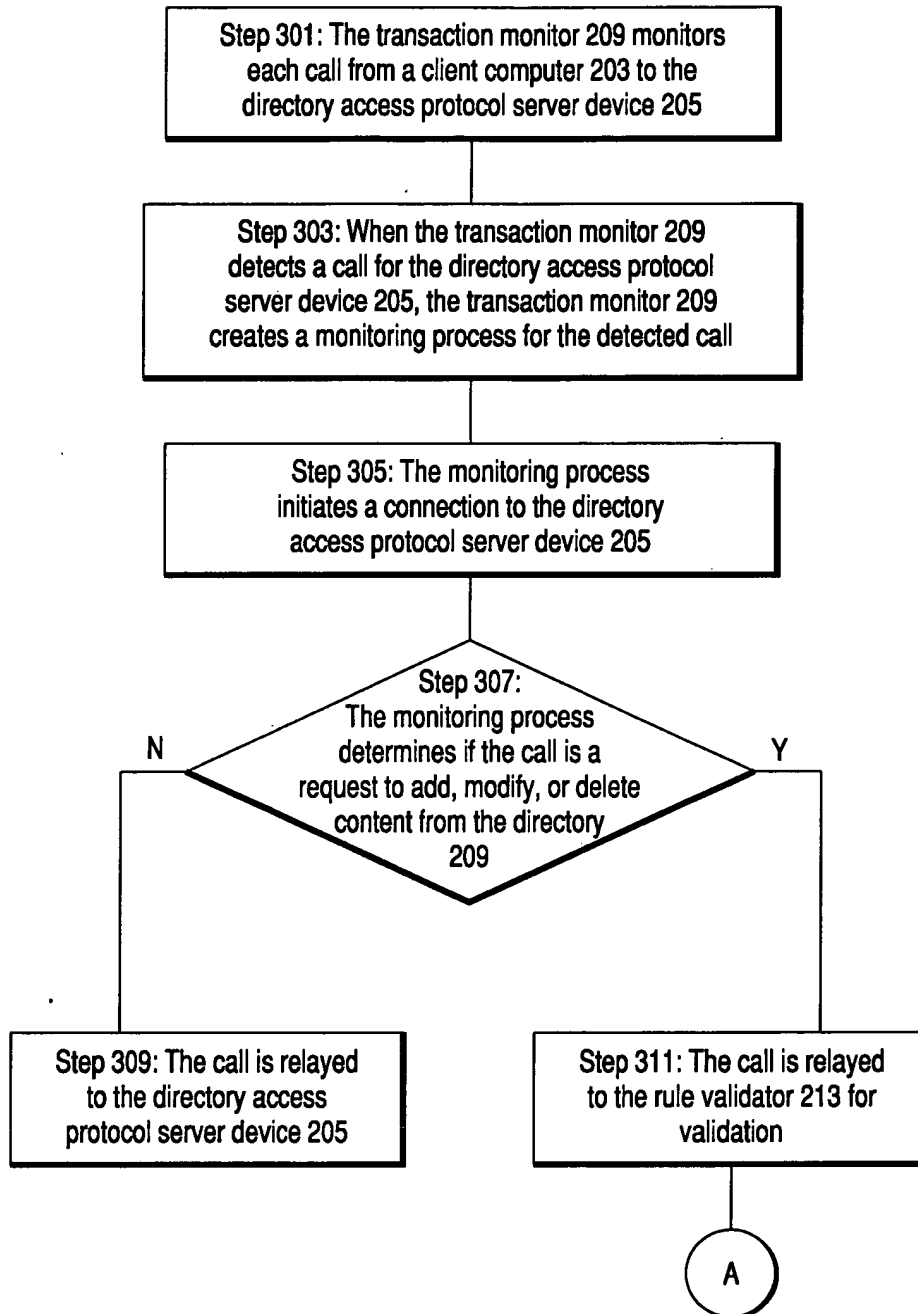 Step 301: The transaction monitor 209 monitors
each call from a client computer 203 to the
directory access protocol server device 205
Step 303: When the transaction monitor 209
detects a call for the directory access protocol
server device 205, the transaction monitor 209
creates a monitoring process for the detected call
Step 305: The monitoring process
initiates a connection to the directory
access protocol server device 205
Step 307:
The monitoring process
determines if the call is a
request to add, modify, or delete
content from the directory
209
N
Y
Step 309: The call is relayed
to the directory access
protocol server device 205
Step 311: The call is relayed
to the rule validator 213 for
validation
A